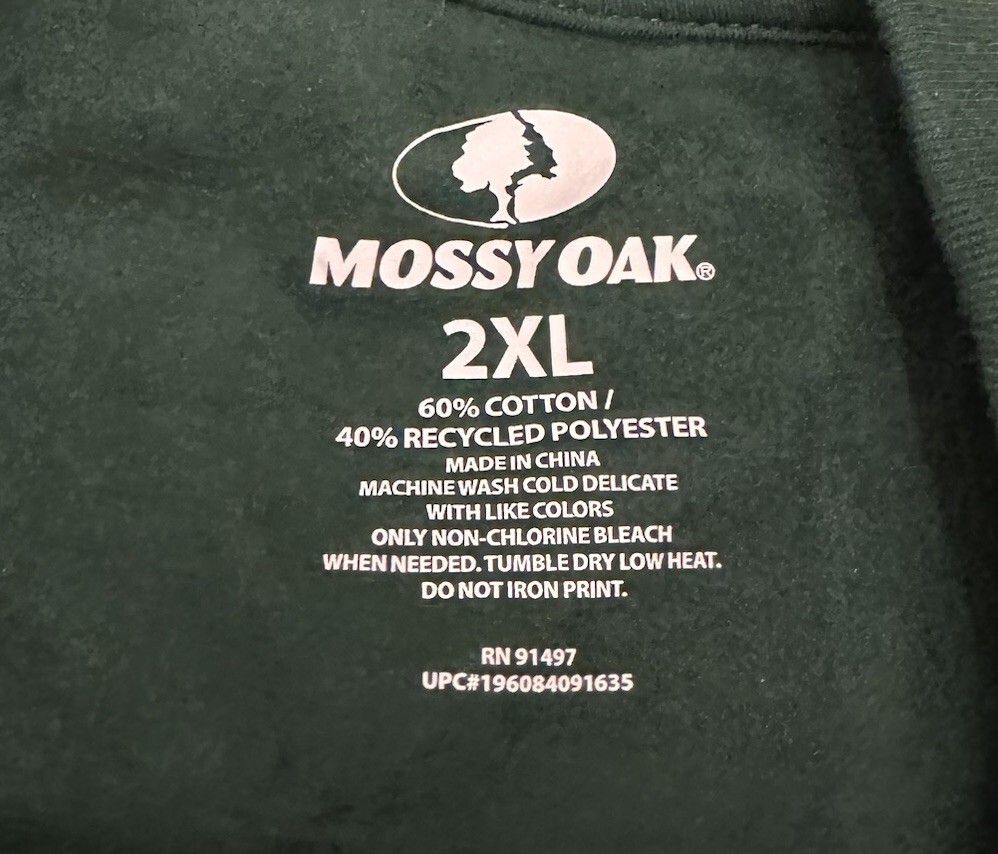 MOSSY OAK®
2XL
60% COTTON /
40% RECYCLED POLYESTER
MADE IN CHINA
MACHINE WASH COLD DELICATE
WITH LIKE COLORS
ONLY NON-CHLORINE BLEACH
WHEN NEEDED. TUMBLE DRY LOW HEAT.
DO NOT IRON PRINT.
RN 91497
UPC#196084091635